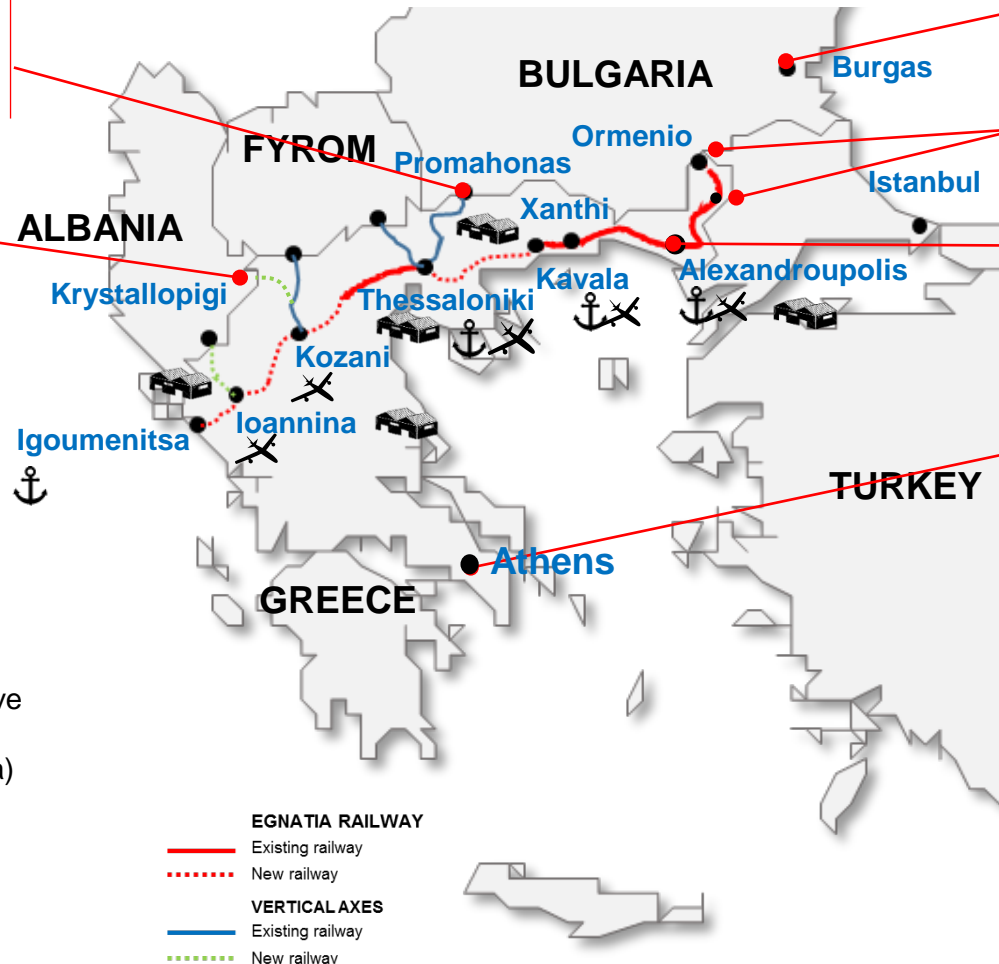 BULGARIA
Burgas
Ormenio
FYROM
Promahonas
Istanbul
Xanthi
ALBANIA
Krystallopigi
Thessaloniki
Kavala
Alexandroupolis
Kozani
Ioannina
Igoumenitsa
TURKEY
Athens
GREECE
a)
EGNATIA RAILWAY
Existing railway
New railway
VERTICAL AXES
Existing railway
New railway